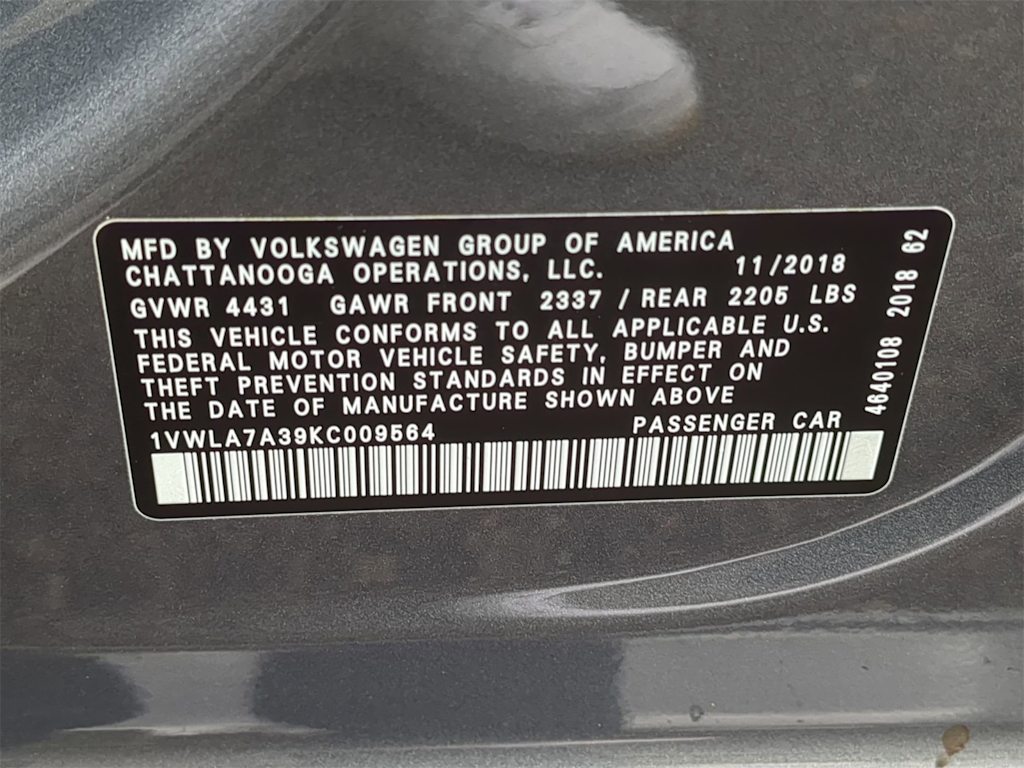 MFD BY VOLKSWAGEN GROUP OF AMERICA
CHATTANOOGA OPERATIONS, LLC. 11/2018
GVWR 4431 GAWR FRONT 2337 / REAR 2205 LBS
THIS VEHICLE CONFORMS TO ALL APPLICABLE U.S.
FEDERAL MOTOR VEHICLE SAFETY, BUMPER AND
THEFT PREVENTION STANDARDS IN EFFECT ON
THE DATE OF MANUFACTURE SHOWN ABOVE
1VWLA7A39KC009564 PASSENGER CAR
4640108 2018 62